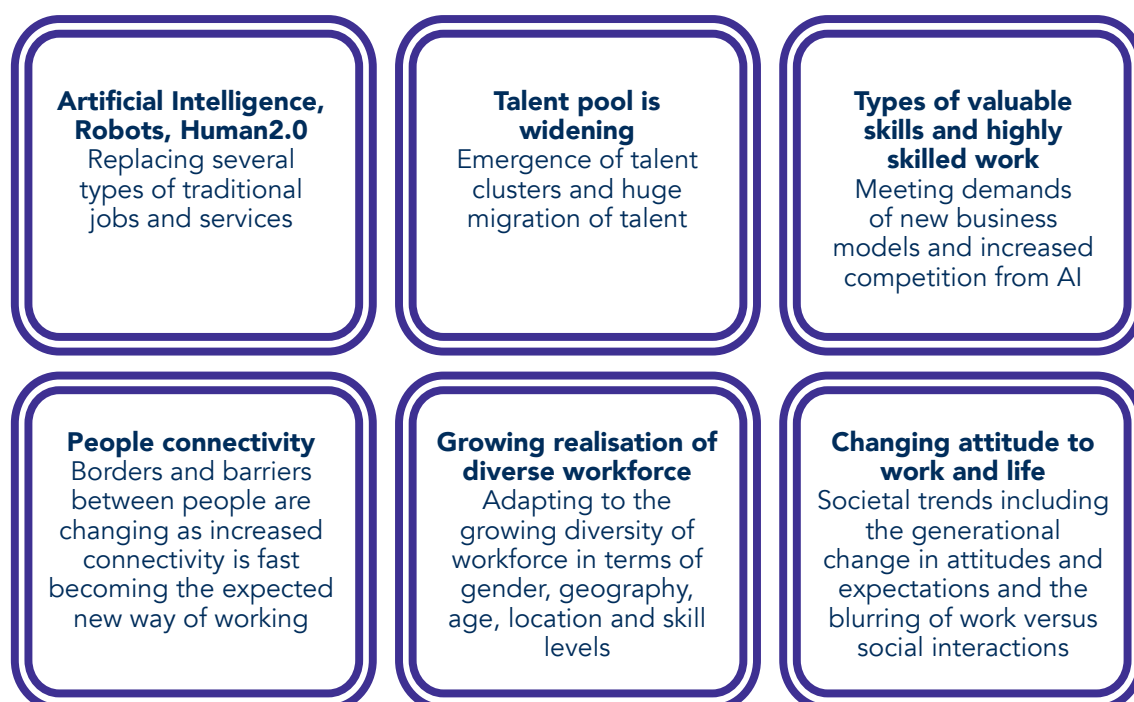 Artificial Intelligence,
Robots, Human2.0
Replacing several
types of traditional
jobs and services
Talent pool is
widening
Emergence of talent
clusters and huge
migration of talent
Types of valuable
skills and highly
skilled work
Meeting demands
of new business
models and increased
competition from AI
People connectivity
Borders and barriers
between people are
changing as increased
connectivity is fast
becoming the expected
new way of working
Growing realisation of
diverse workforce
Adapting to the
growing diversity of
workforce in terms of
gender, geography,
age, location and skill
levels
Changing attitude to
work and life
Societal trends including
the generational
change in attitudes and
expectations and the
blurring of work versus
social interactions